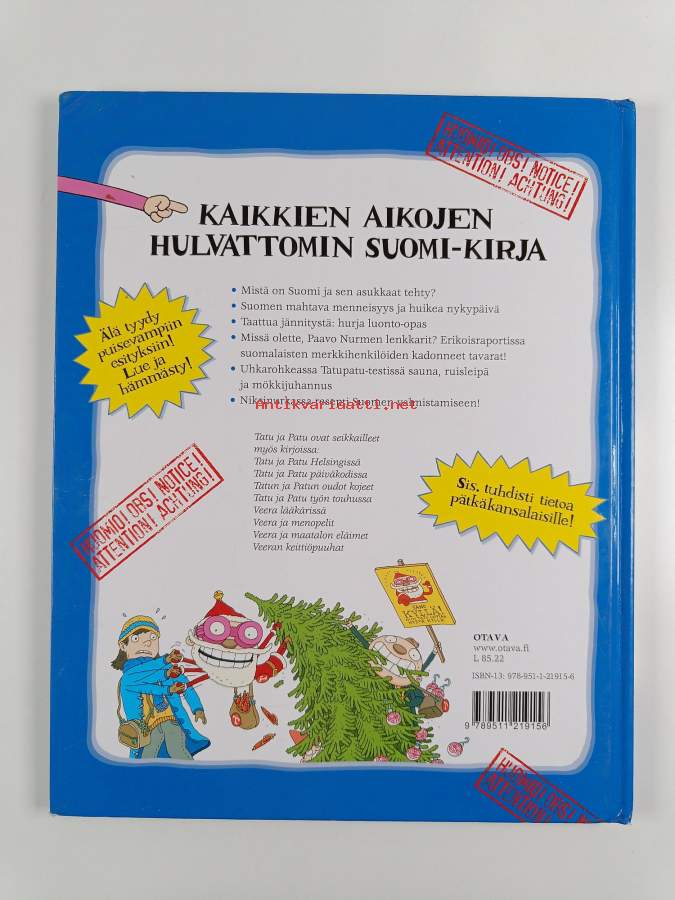 HUOMIO! OBS! NOTICE!
ATTENTION! ACHTUNG!
KAIKKIEN AIKOJEN
HULVATTOMIN SUOMI-KIRJA
• Mistä on Suomi ja sen asukkaat tehty?
• Suomen mahtava menneisyys ja huikea nykypäivä
• Taattua jännitystä: hurja luonto-opas
• Missä olette, Paavo Nurmen lenkkarit? Erikoisraportissa
suomalaisten merkkihenkilöiden kadonneet tavarat!
• Uhkarohkeassa Tatupatu-testissä sauna, ruisleipä
ja mökkijuhannus
• Niksinurkassa resepti Suomen valmistamiseen!
Antikvariaatti.net
Älä tyydy
puisevampiin
esityksiin!
Lue ja
hämmästy!
Tatu ja Patu ovat seikkailleet
myös kirjoissa:
Tatu ja Patu Helsingissä
Tatu ja Patu päiväkodissa
Tatun ja Patun oudot kojeet
Tatu ja Patu työn touhussa
Veera lääkärissä
Veera ja menopelit
Veera ja maatalon eläimet
Veeran keittiöpuuhat
Sis. tuhdisti tietoa
pätkäkansalaisille!
HUOMIO! OBS! NOTICE!
ATTENTION! ACHTUNG!
KYLLÄ!
OTAVA
www.otava.fi
L 85.22
ISBN-13: 978-951-1-21915-6
9 789511 219156
HUOMIO! OBS! NOTICE!
ATTENTION!